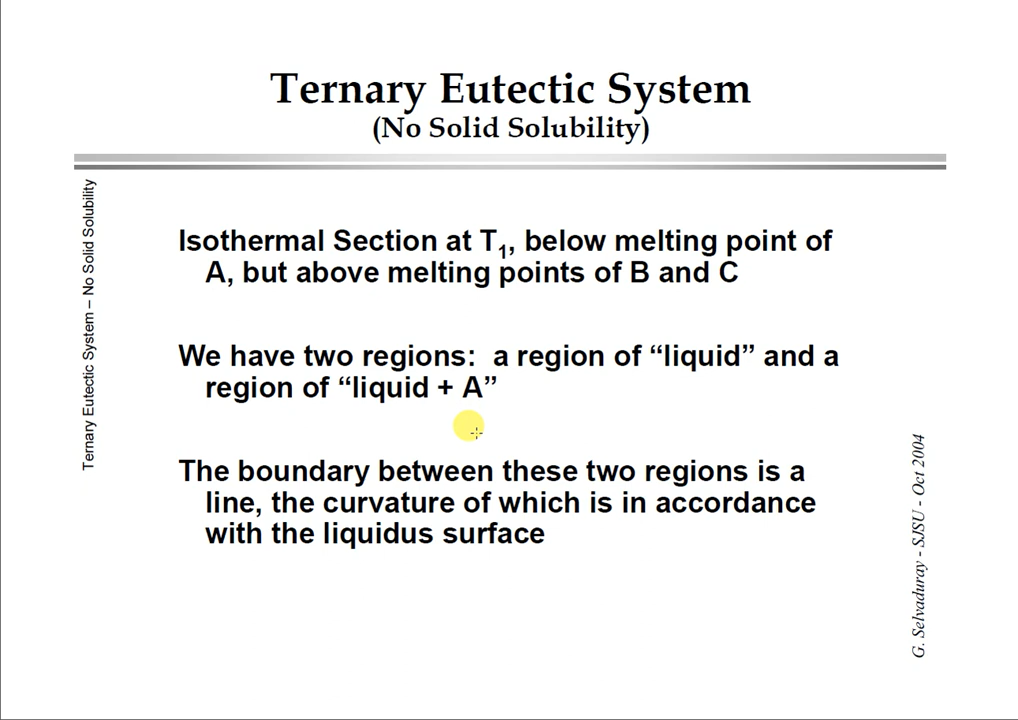 Ternary Eutectic System
(No Solid Solubility)
Ternary Eutectic System – No Solid Solubility
Isothermal Section at T1, below melting point of
A, but above melting points of B and C
We have two regions:  a region of “liquid” and a
region of “liquid + A”
The boundary between these two regions is a
line, the curvature of which is in accordance
with the liquidus surface
G. Selvaduray - SJSU - Oct 2004